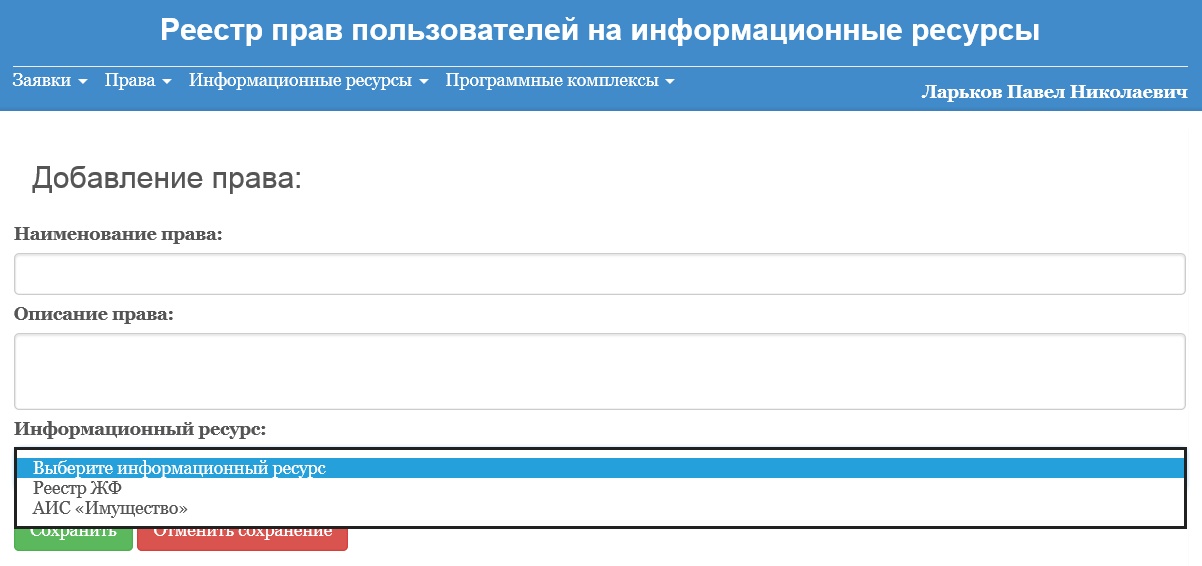 Реестр прав пользователей на информационные ресурсы
Заявки Права Информационные ресурсы Программные комплексы
Ларьков Павел Николаевич
Добавление права:
Наименование права:
Описание права:
Информационный ресурс:
Выберите информационный ресурс
Реестр ЖФ
АИС «Имущество»
Сохранить Отменить сохранение